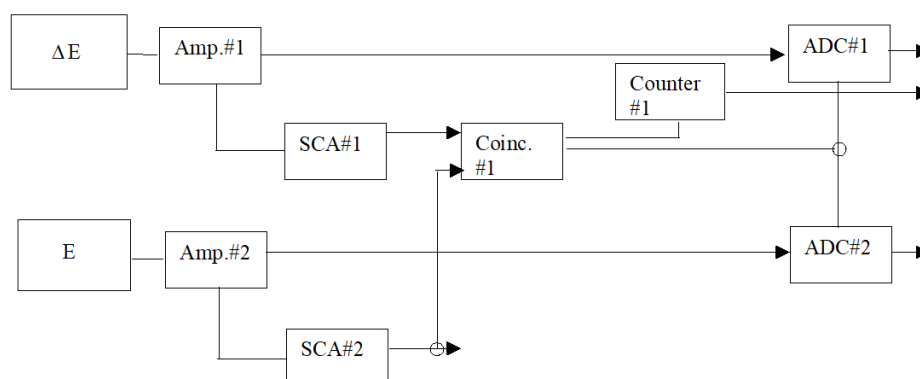 ΔE
Amp.#1
ADC#1
Counter
#1
SCA#1
Coinc.
#1
E
Amp.#2
ADC#2
SCA#2